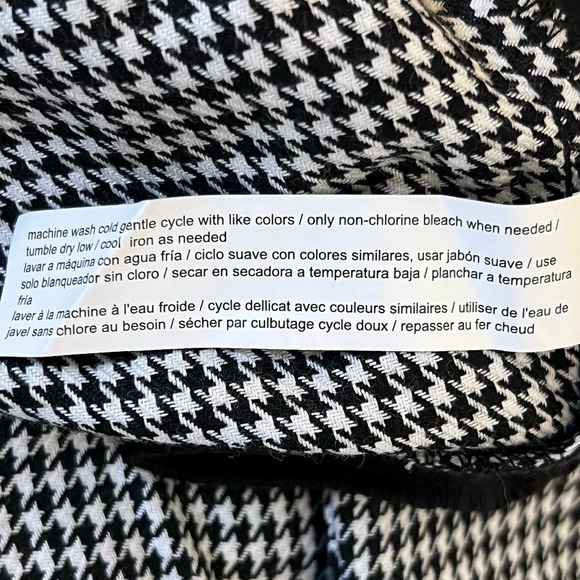 machine wash cold gentle cycle with like colors / only non-chlorine bleach when needed /
tumble dry low / cool iron as needed
lavar a máquina con agua fría / ciclo suave con colores similares, usar jabón suave / use
solo blanqueador sin cloro / secar en secadora a temperatura baja / planchar a temperatura
fría
laver à la machine à l'eau froide / cycle dellicat avec couleurs similaires / utiliser de l'eau de
javel sans chlore au besoin / sécher par culbutage cycle doux / repasser au fer cheud